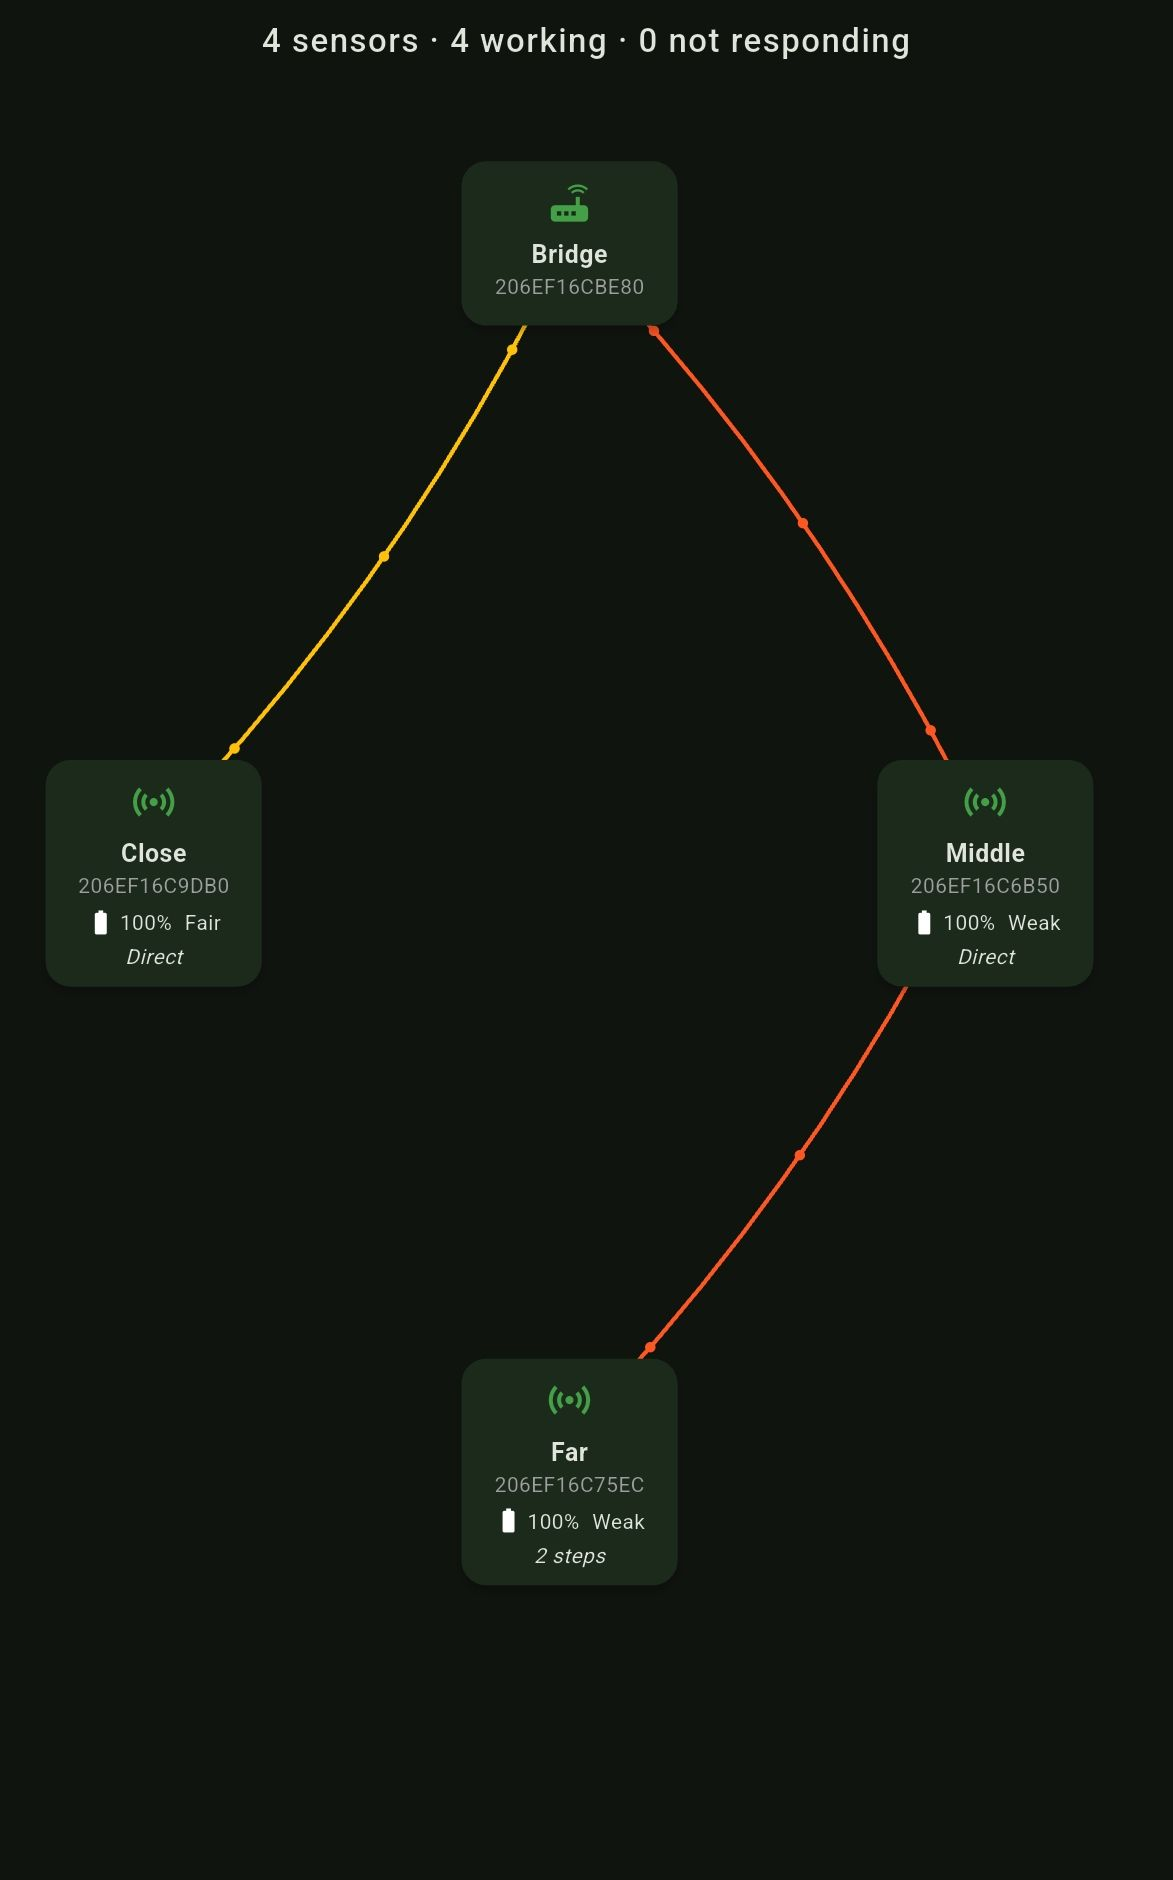 4 sensors · 4 working · 0 not responding
Bridge
206EF16CBE80
Close
206EF16C9DB0
100% Fair
Direct
Middle
206EF16C6B50
100% Weak
Direct
Far
206EF16C75EC
100% Weak
2 steps